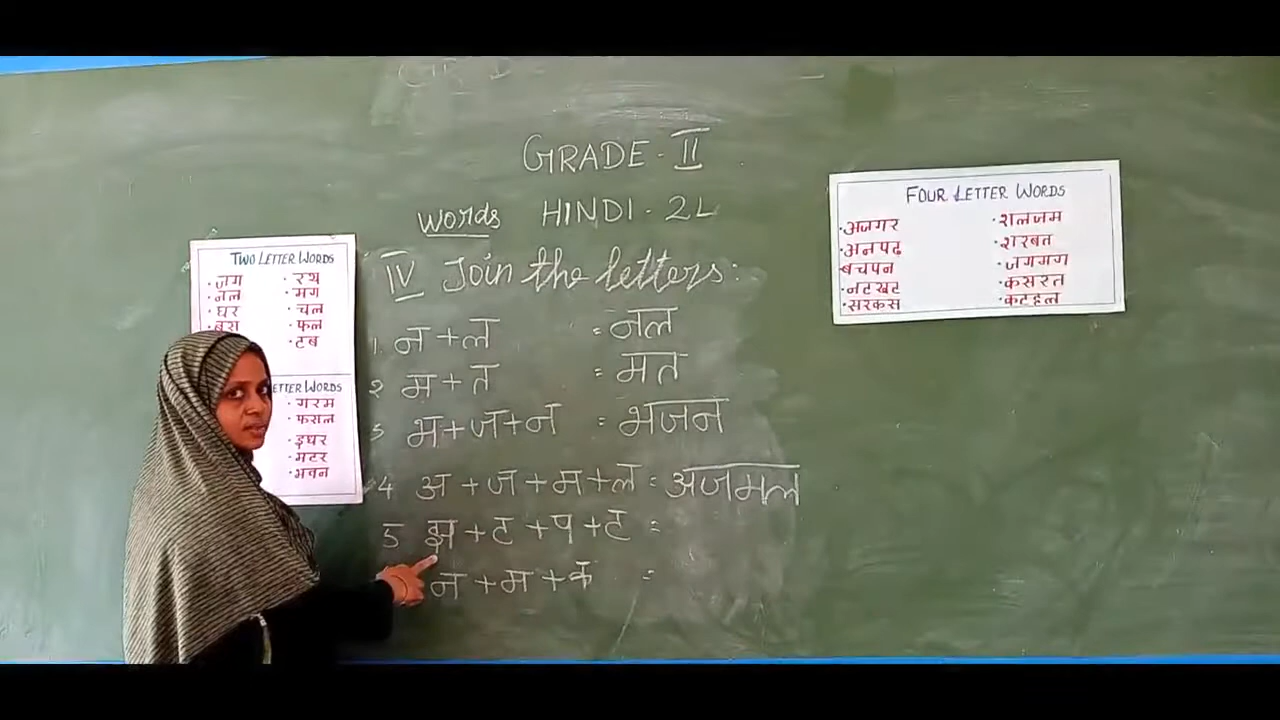 GRADE - II
Words HINDI - 2L
IV Join the letters:
1. न + ल = नल
2 म + त = मत
3 भ + ज + न = भजन
4 अ + ज + म + ल = अजमल
5 झ + ट + प + ट =
न + म + क =
TWO LETTER WORDS
• जग • रथ
• नल • मग
• घर • चल
• बस • फल
• टब
ETTER WORDS
• गरम
• फसल
• इधर
• मटर
• भवन
FOUR LETTER WORDS
• अजगर • शलजम
• अनपढ़ • शरबत
• बचपन • जगमग
• नटखट • कसरत
• सरकस • कटहल